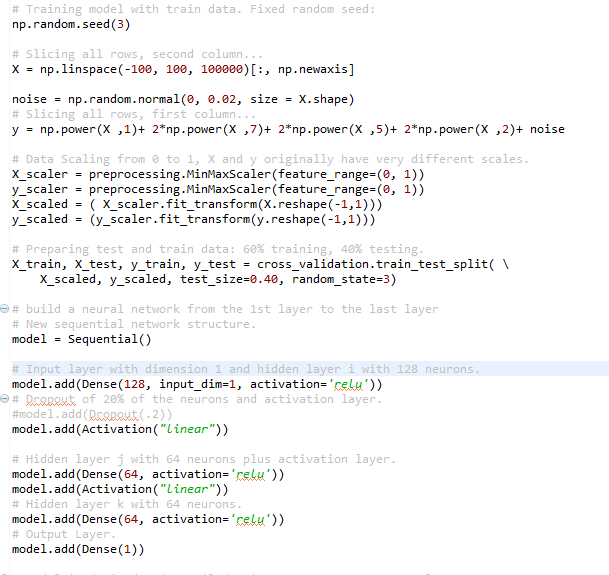 # Training model with train data. Fixed random seed:
np.random.seed(3)
# Slicing all rows, second column...
X = np.linspace(-100, 100, 100000)[:, np.newaxis]
noise = np.random.normal(0, 0.02, size = X.shape)
# Slicing all rows, first column...
y = np.power(X ,1)+ 2*np.power(X ,7)+ 2*np.power(X ,5)+ 2*np.power(X ,2)+ noise
# Data Scaling from 0 to 1, X and y originally have very different scales.
X_scaler = preprocessing.MinMaxScaler(feature_range=(0, 1))
y_scaler = preprocessing.MinMaxScaler(feature_range=(0, 1))
X_scaled = ( X_scaler.fit_transform(X.reshape(-1,1)))
y_scaled = (y_scaler.fit_transform(y.reshape(-1,1)))
# Preparing test and train data: 60% training, 40% testing.
X_train, X_test, y_train, y_test = cross_validation.train_test_split( \
    X_scaled, y_scaled, test_size=0.40, random_state=3)
# build a neural network from the 1st layer to the last layer
# New sequential network structure.
model = Sequential()
# Input layer with dimension 1 and hidden layer i with 128 neurons.
model.add(Dense(128, input_dim=1, activation='relu'))
# Dropout of 20% of the neurons and activation layer.
#model.add(Dropout(.2))
model.add(Activation("linear"))
# Hidden layer j with 64 neurons plus activation layer.
model.add(Dense(64, activation='relu'))
model.add(Activation("linear"))
# Hidden layer k with 64 neurons.
model.add(Dense(64, activation='relu'))
# Output Layer.
model.add(Dense(1))